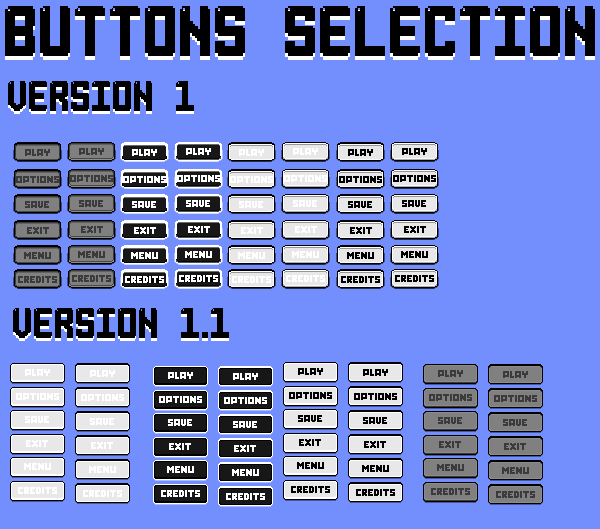 BUTTONS SELECTION
VERSION 1
PLAY PLAY PLAY PLAY PLAY PLAY PLAY PLAY
OPTIONS OPTIONS OPTIONS OPTIONS OPTIONS OPTIONS OPTIONS OPTIONS
SAVE SAVE SAVE SAVE SAVE SAVE SAVE SAVE
EXIT EXIT EXIT EXIT EXIT EXIT EXIT EXIT
MENU MENU MENU MENU MENU MENU MENU MENU
CREDITS CREDITS CREDITS CREDITS CREDITS CREDITS CREDITS CREDITS
VERSION 1.1
PLAY PLAY PLAY PLAY PLAY PLAY PLAY PLAY
OPTIONS OPTIONS OPTIONS OPTIONS OPTIONS OPTIONS OPTIONS OPTIONS
SAVE SAVE SAVE SAVE SAVE SAVE SAVE SAVE
EXIT EXIT EXIT EXIT EXIT EXIT EXIT EXIT
MENU MENU MENU MENU MENU MENU MENU MENU
CREDITS CREDITS CREDITS CREDITS CREDITS CREDITS CREDITS CREDITS